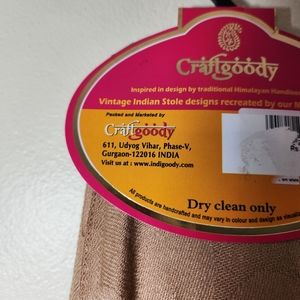 Craftgoody
Inspired in design by traditional Himalayan
Vintage Indian Stole designs recreated by our
Packed and Marketed by
Craftgoody
611, Udyog Vihar, Phase-V,
Gurgaon-122016 INDIA
Visit us at : www.indigoody.com
Dry clean only
All products are handcrafted and may vary in colour and design as